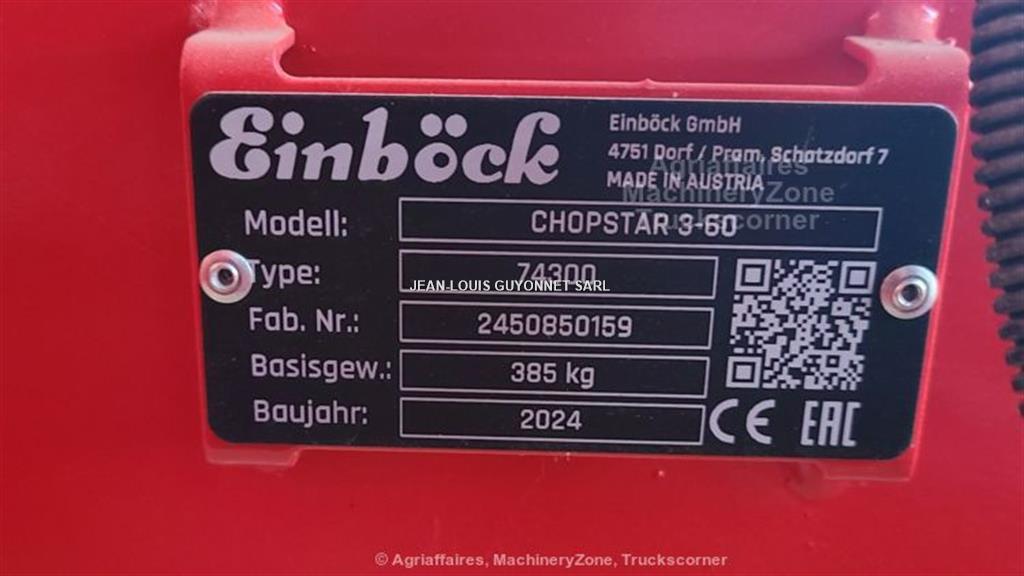 Einböck
Einböck GmbH
4751 Dorf / Pram, Schatzdorf 7
MADE IN AUSTRIA
Agriaffaires
MachineryZone
Truckscorner
Modell: CHOPSTAR 3-60
Type: 74300
JEAN-LOUIS GUYONNET SARL
Fab. Nr.: 2450850159
Basisgew.: 385 kg
Baujahr: 2024
CE EAC
© Agriaffaires, MachineryZone, Truckscorner